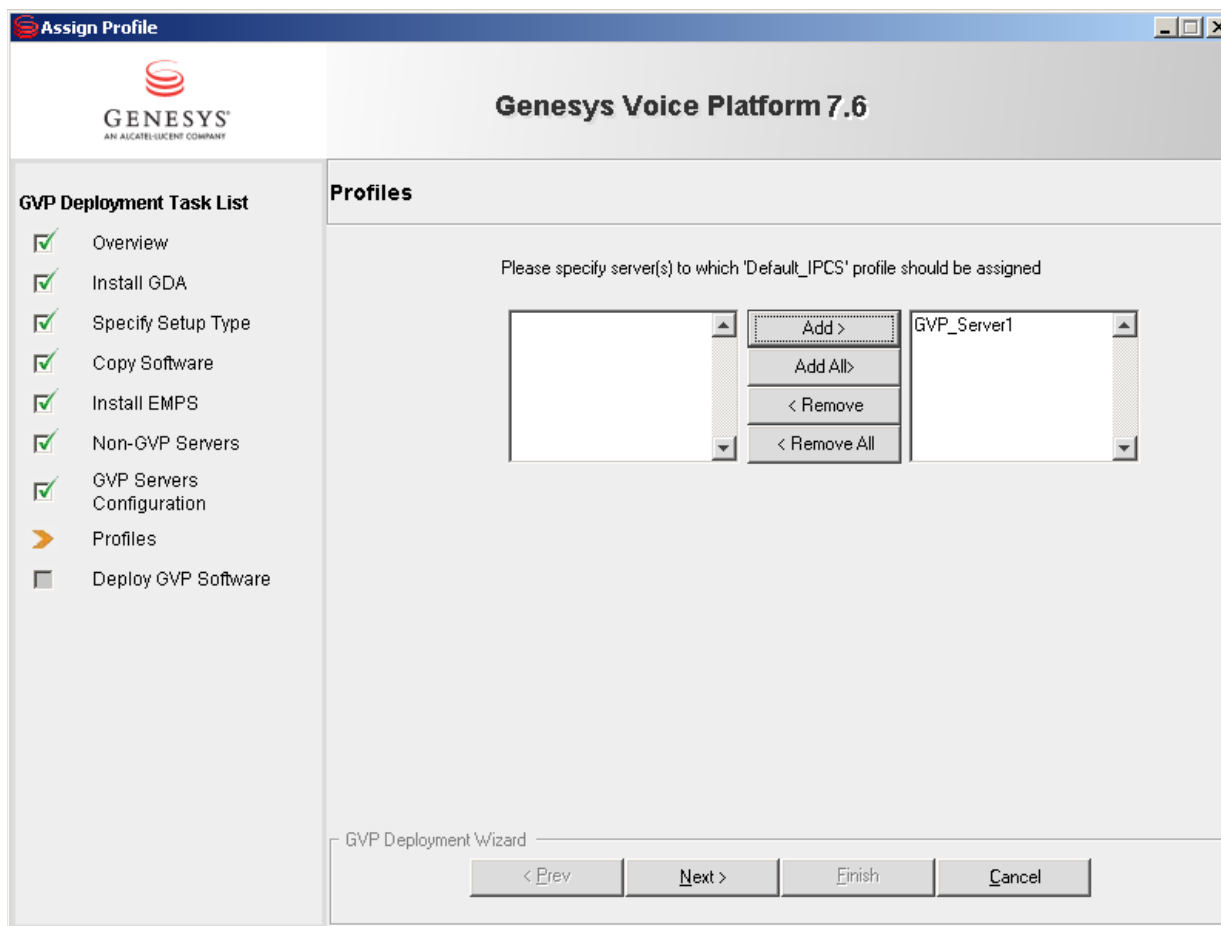 Assign Profile
GENESYS®
AN ALCATEL-LUCENT COMPANY
Genesys Voice Platform 7.6
GVP Deployment Task List
Overview
Install GDA
Specify Setup Type
Copy Software
Install EMPS
Non-GVP Servers
GVP Servers
Configuration
Profiles
Deploy GVP Software
Profiles
Please specify server(s) to which 'Default_IPCS' profile should be assigned
Add >
Add All>
< Remove
< Remove All
GVP_Server1
GVP Deployment Wizard
< Prev
Next >
Finish
Cancel